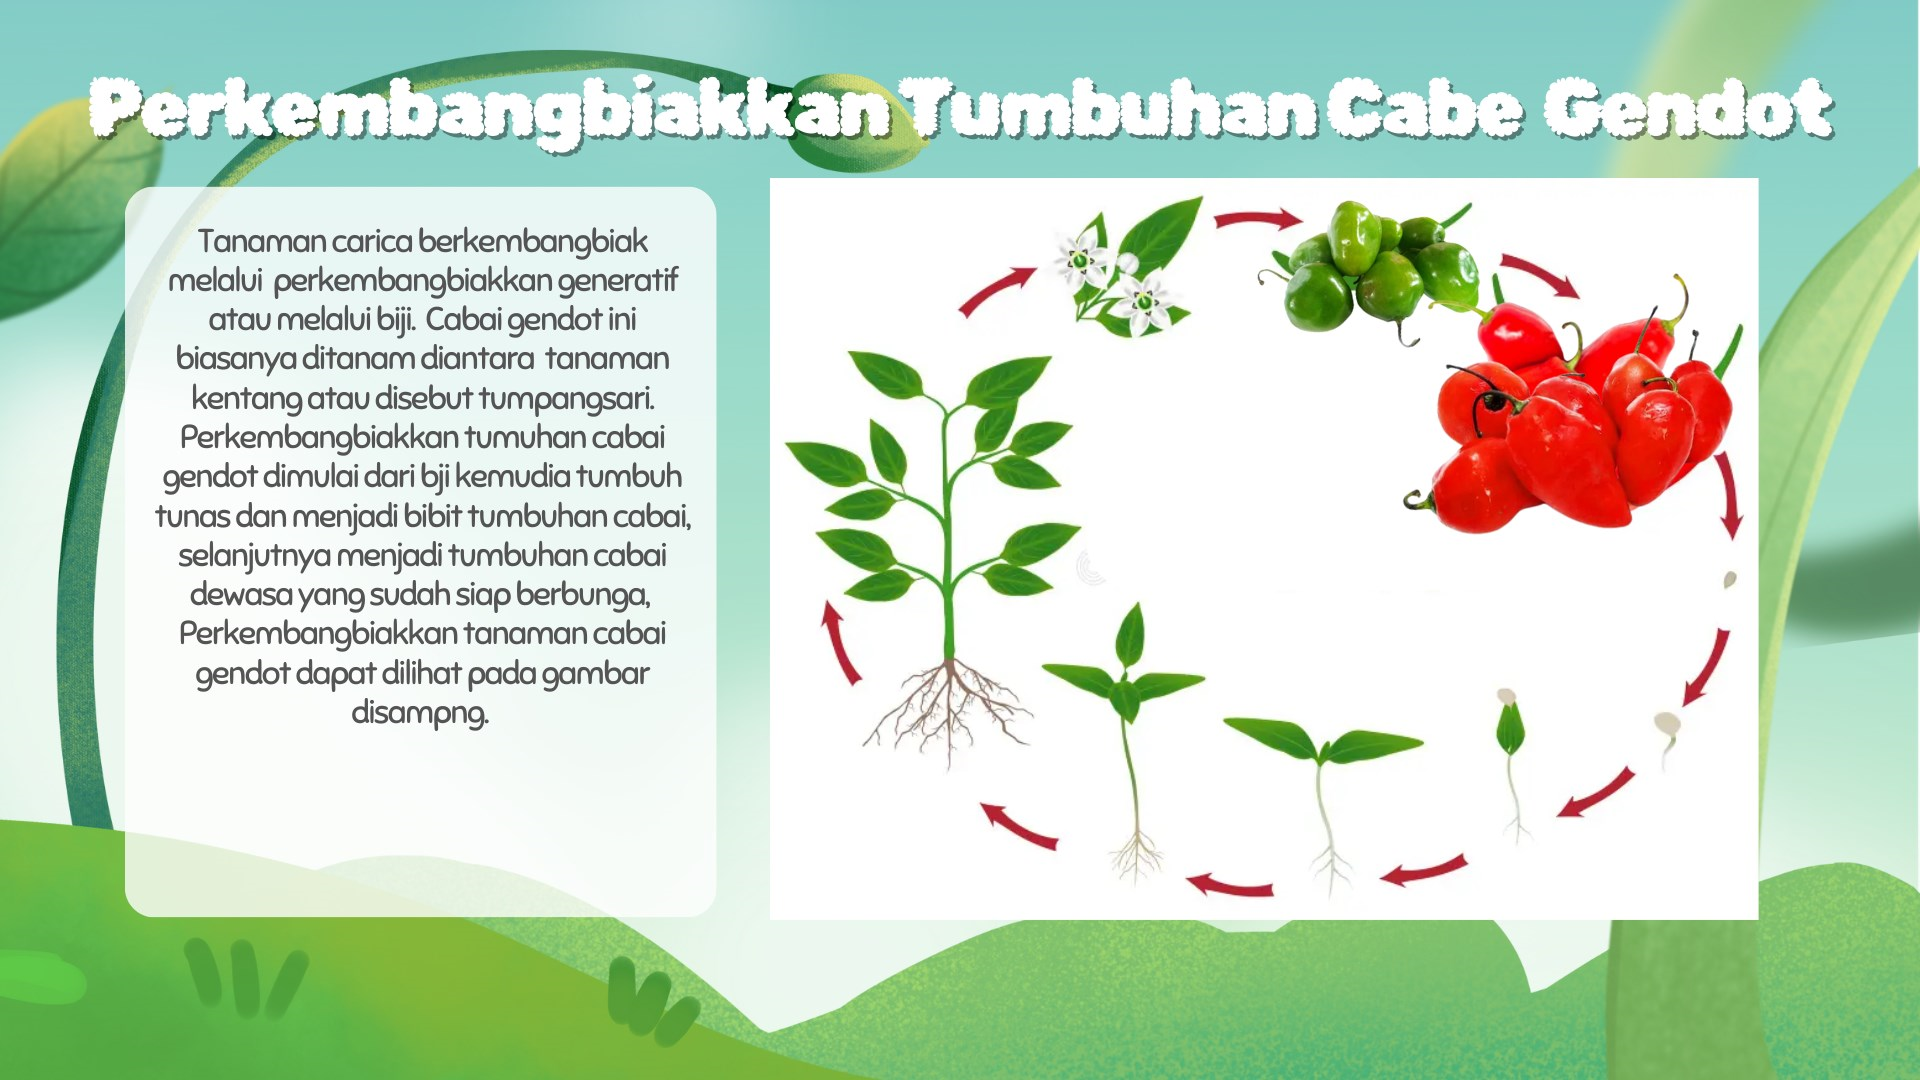 Perkembangbiakkan Tumbuhan Cabe Gendot
Tanaman carica berkembangbiak
melalui perkembangbiakkan generatif
atau melalui biji. Cabai gendot ini
biasanya ditanam diantara tanaman
kentang atau disebut tumpangsari.
Perkembangbiakkan tumuhan cabai
gendot dimulai dari bji kemudia tumbuh
tunas dan menjadi bibit tumbuhan cabai,
selanjutnya menjadi tumbuhan cabai
dewasa yang sudah siap berbunga,
Perkembangbiakkan tanaman cabai
gendot dapat dilihat pada gambar
disampng.